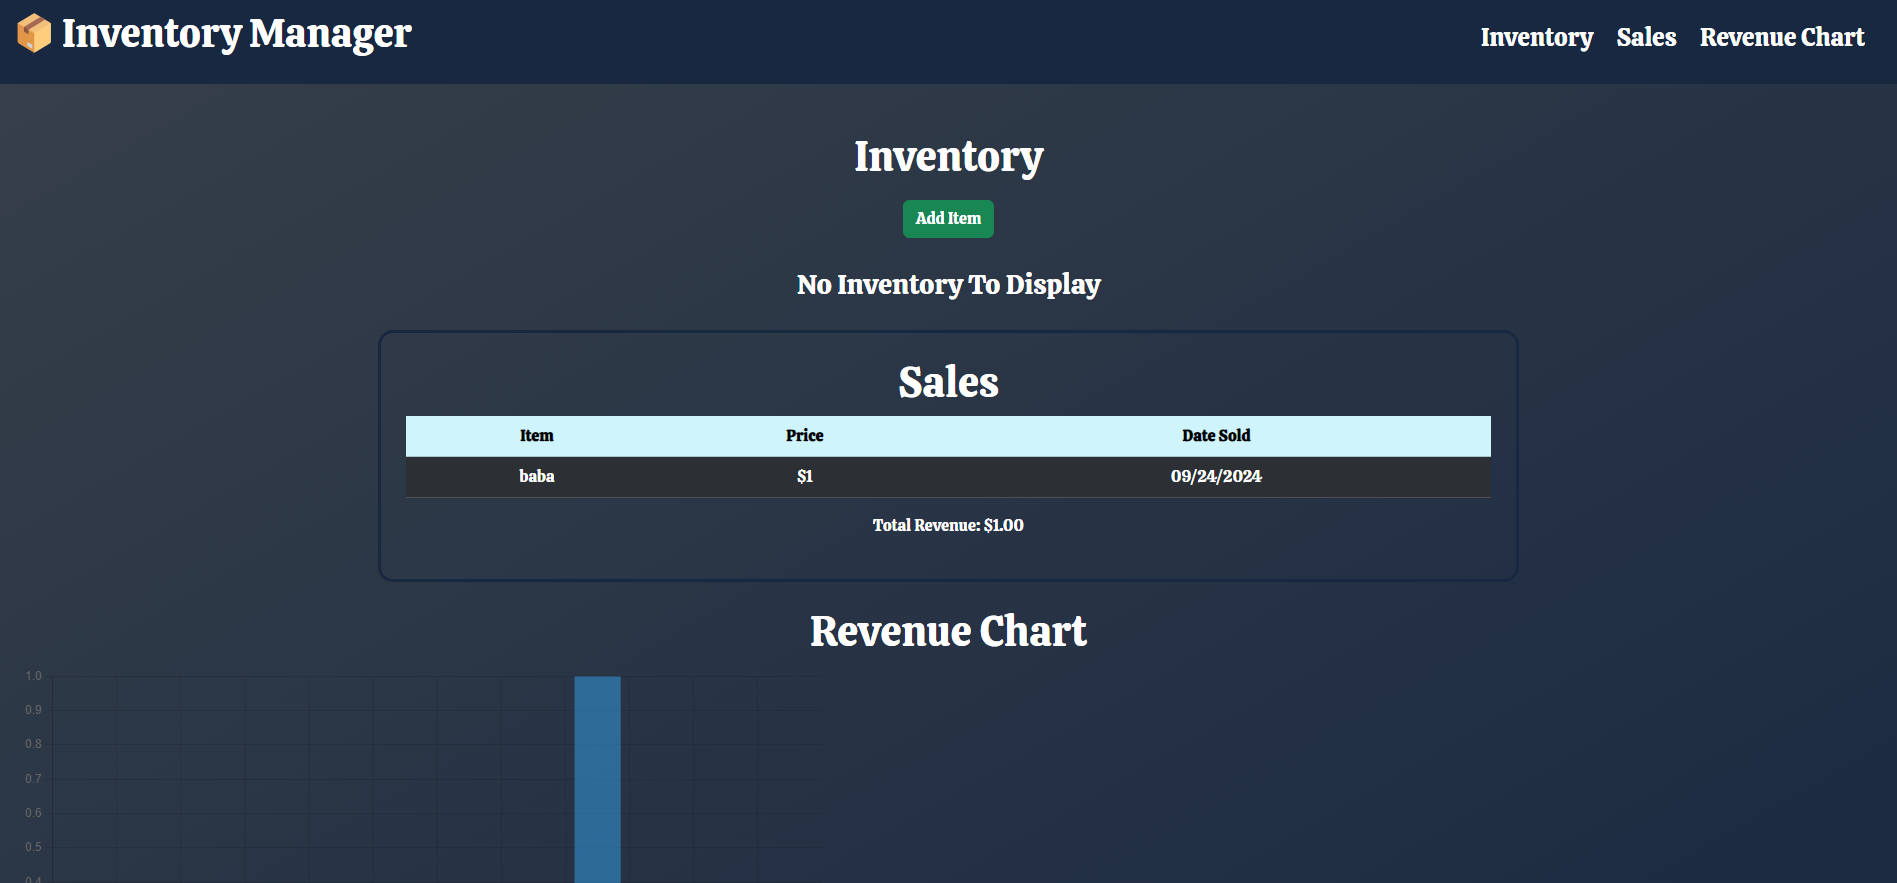 Inventory Manager
Inventory Sales Revenue Chart
Inventory
Add Item
No Inventory To Display
Sales
Item Price Date Sold
baba $1 09/24/2024
Total Revenue: $1.00
Revenue Chart
1.0
0.9
0.8
0.7
0.6
0.5
0.4